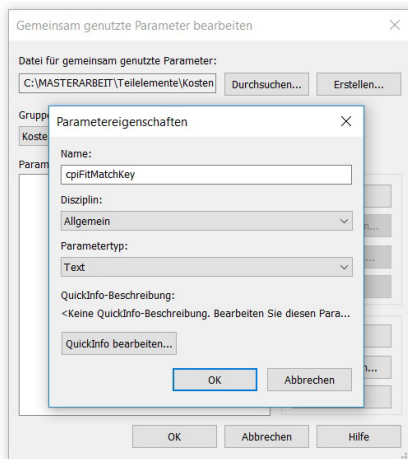 Gemeinsam genutzte Parameter bearbeiten
Datei für gemeinsam genutzte Parameter:
C:\MASTERARBEIT\Teilelemente\Kosten
Durchsuchen...
Erstellen...
Parametereigenschaften
Name:
cpiFitMatchKey
Disziplin:
Allgemein
Parametertyp:
Text
QuickInfo-Beschreibung:
<Keine QuickInfo-Beschreibung. Bearbeiten Sie diesen Para...
QuickInfo bearbeiten...
OK
Abbrechen
OK
Abbrechen
Hilfe